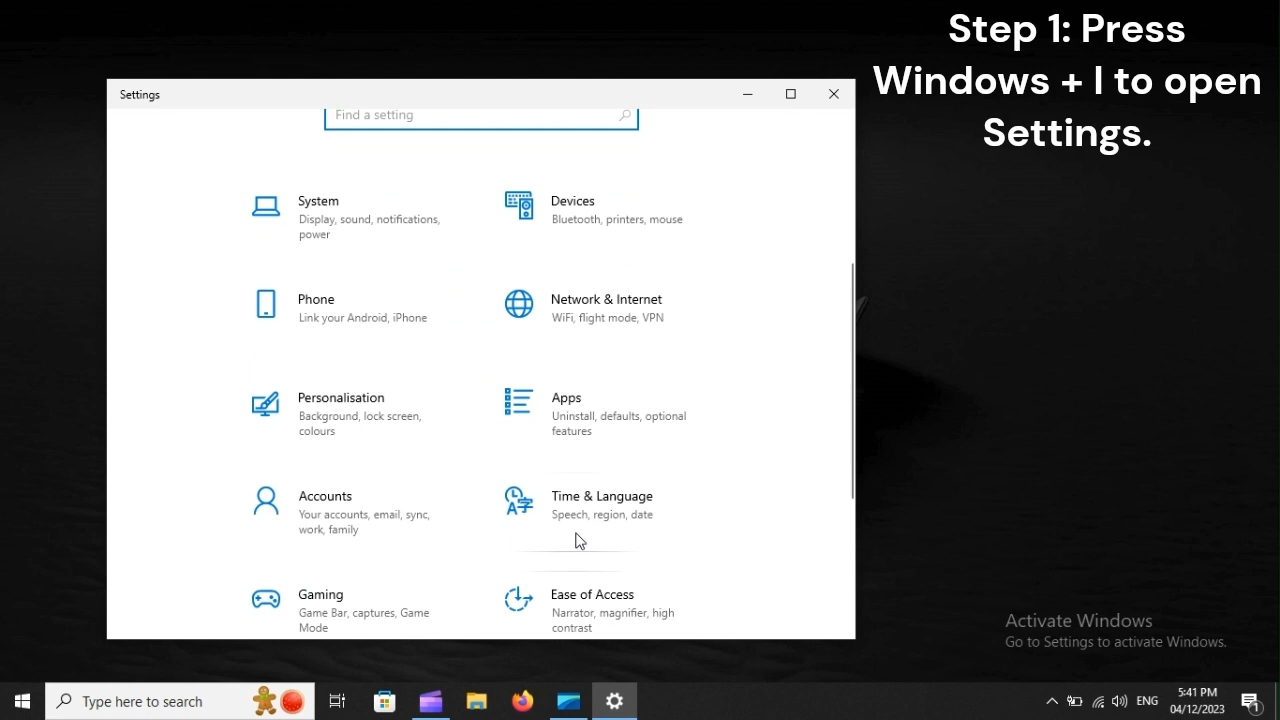 Step 1: Press
Windows + I to open
Settings.
Settings
Find a setting
System
Display, sound, notifications,
power
Devices
Bluetooth, printers, mouse
Phone
Link your Android, iPhone
Network & Internet
WiFi, flight mode, VPN
Personalisation
Background, lock screen,
colours
Apps
Uninstall, defaults, optional
features
Accounts
Your accounts, email, sync,
work, family
Time & Language
Speech, region, date
Gaming
Game Bar, captures, Game
Mode
Ease of Access
Narrator, magnifier, high
contrast
Activate Windows
Go to Settings to activate Windows.
Type here to search
ENG
5:41 PM
04/12/2023
1